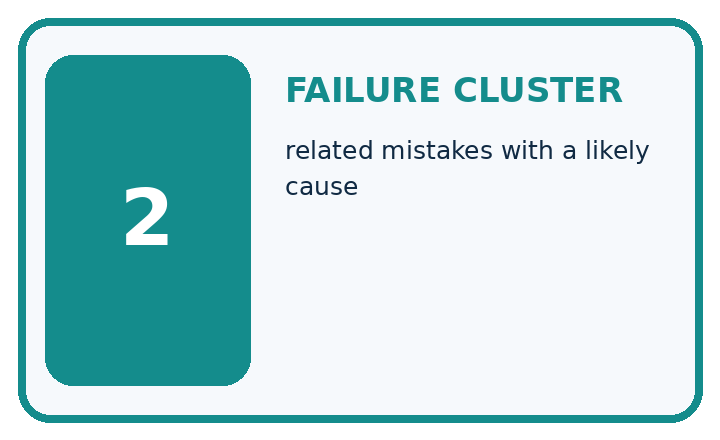 2
FAILURE CLUSTER
related mistakes with a likely
cause